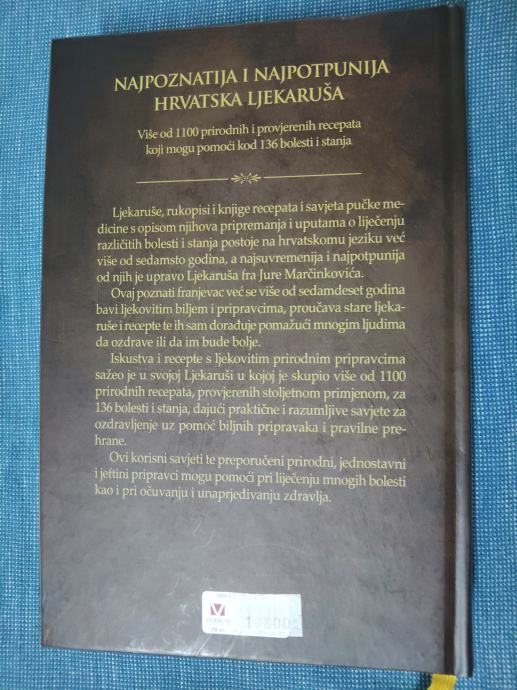 NAJPOZNATIJA I NAJPOTPUNIJA
HRVATSKA LJEKARUŠA
Više od 1100 prirodnih i provjerenih recepata
koji mogu pomoći kod 136 bolesti i stanja
Ljekaruše, rukopisi i knjige recepata i savjeta pučke me-
dicine s opisom njihova pripremanja i uputama o liječenju
različitih bolesti i stanja postoje na hrvatskomu jeziku već
više od sedamsto godina, a najsuvremenija i najpotpunija
od njih je upravo Ljekaruša fra Jure Marčinkovića.
Ovaj poznati franjevac već se više od sedamdeset godina
bavi ljekovitim biljem i pripravcima, proučava stare ljeka-
ruše i recepte te ih sam dorađuje pomažući mnogim ljudima
da ozdrave ili da im bude bolje.
Iskustva i recepte s ljekovitim prirodnim pripravcima
sažeo je u svojoj Ljekaruši u kojoj je skupio više od 1100
prirodnih recepata, provjerenih stoljetnom primjenom, za
136 bolesti i stanja, dajući praktične i razumljive savjete za
ozdravljenje uz pomoć biljnih pripravaka i pravilne pre-
hrane.
Ovi korisni savjeti te preporučeni prirodni, jednostavni
i jeftini pripravci mogu pomoći pri liječenju mnogih bolesti
kao i pri očuvanju i unaprjeđivanju zdravlja.